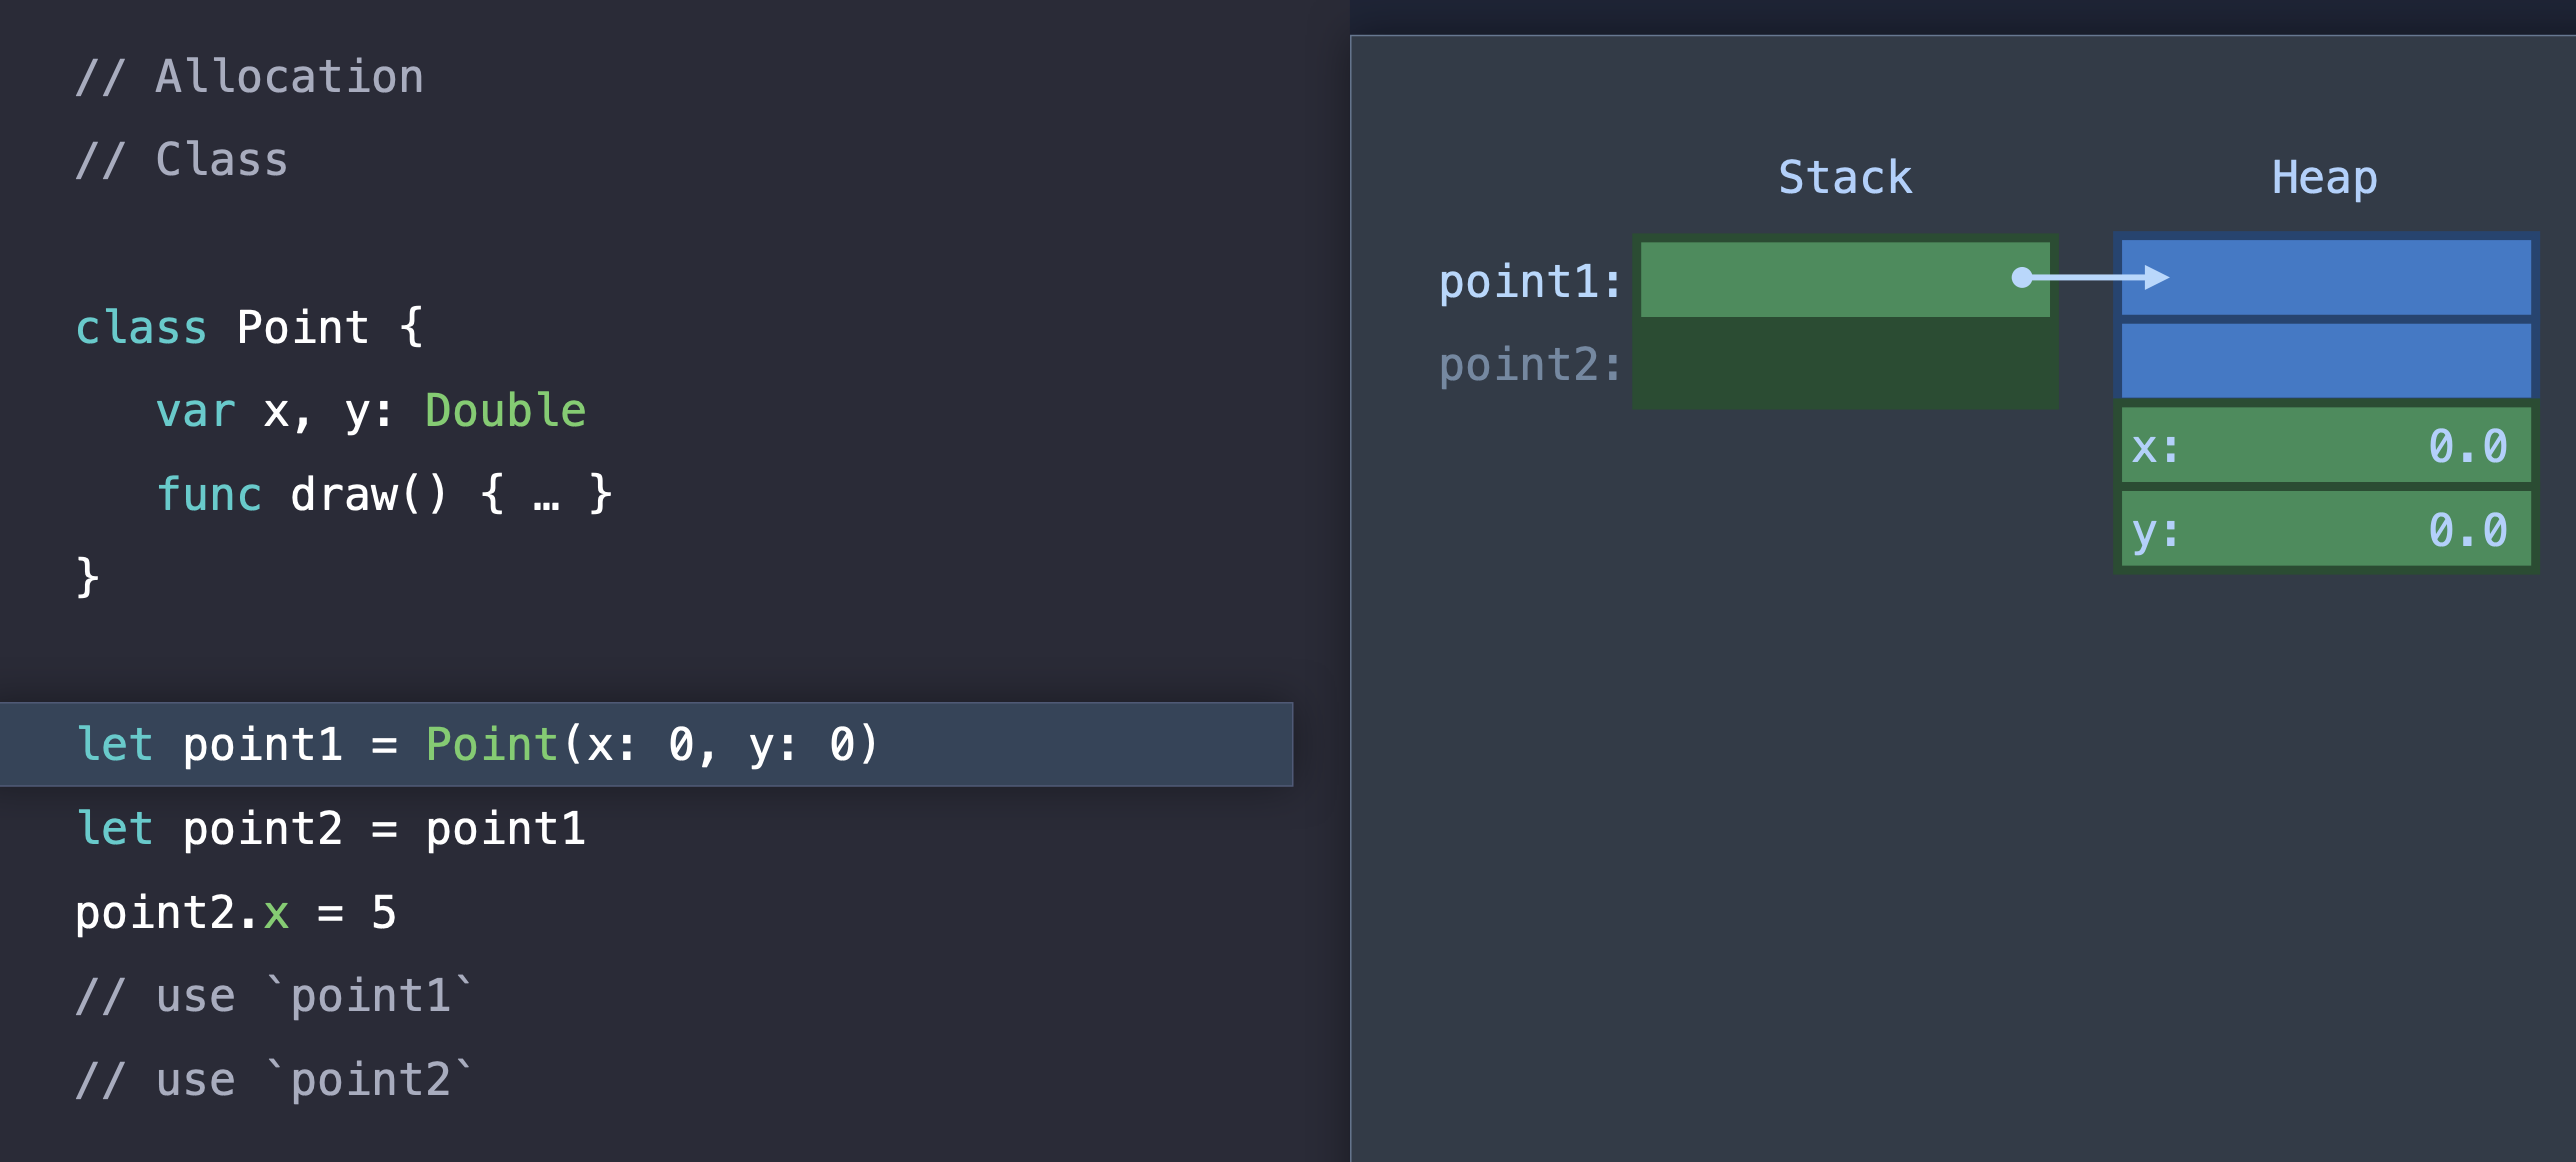 // Allocation
// Class
class Point {
   var x, y: Double
   func draw() { … }
}
let point1 = Point(x: 0, y: 0)
let point2 = point1
point2.x = 5
// use `point1`
// use `point2`
Stack Heap
point1:
point2:
x: 0.0
y: 0.0